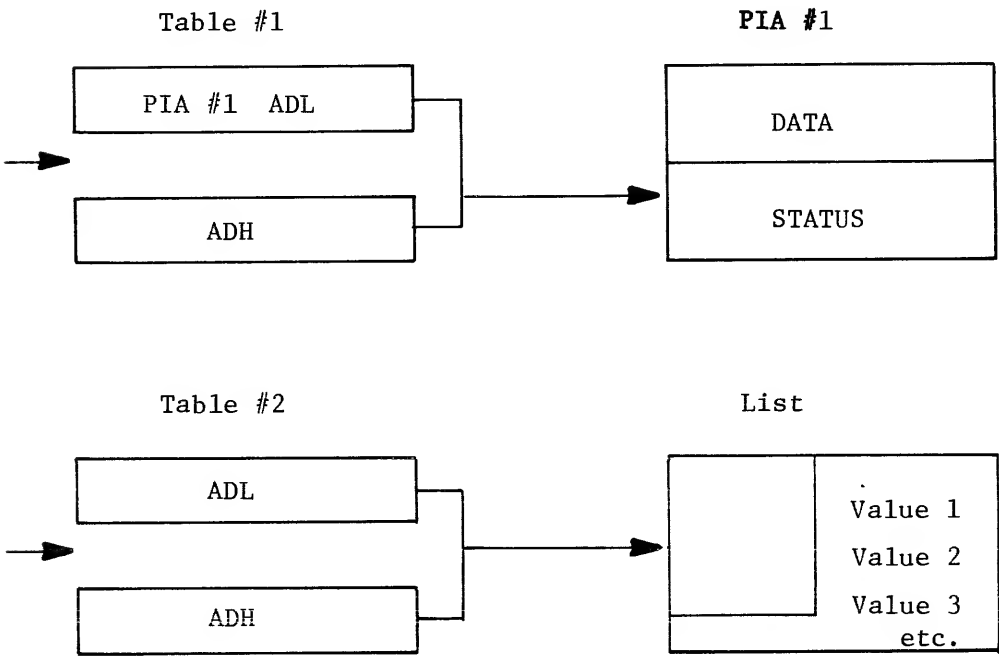 Table #1
PIA #1
PIA #1 ADL
DATA
ADH
STATUS
Table #2
List
ADL
Value 1
Value 2
ADH
Value 3
etc.